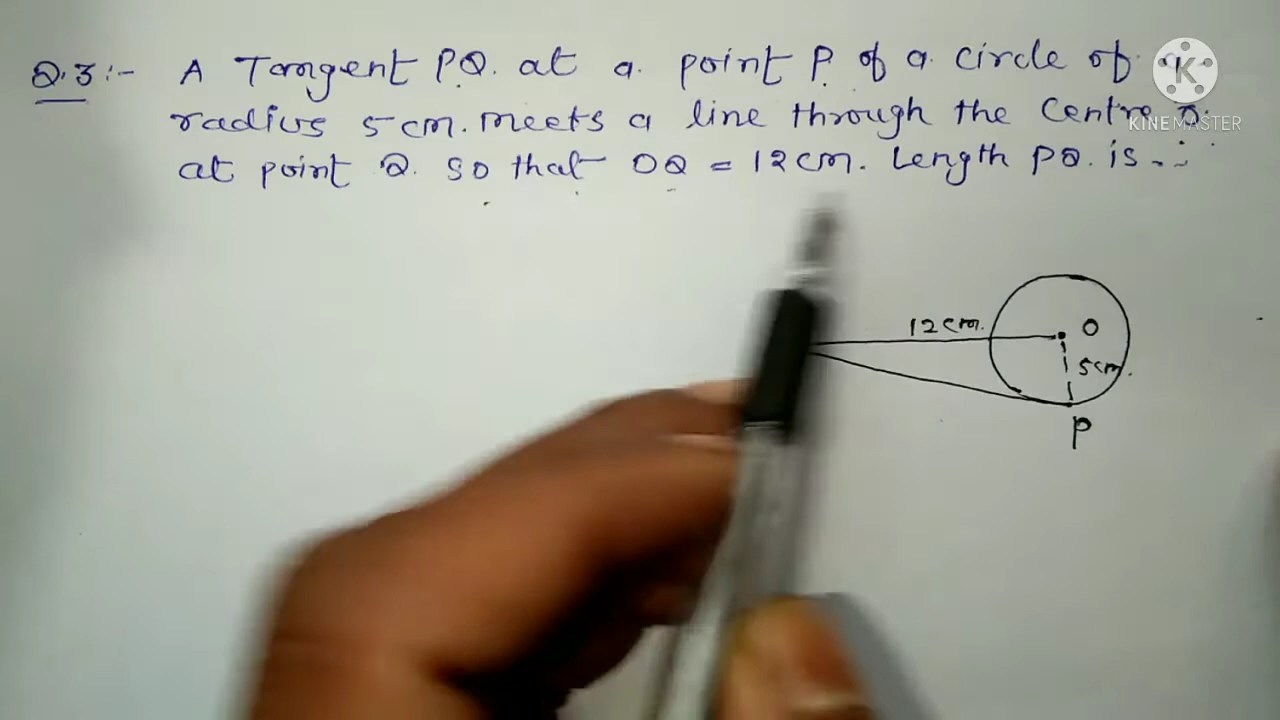 Q.3:- A Tangent PQ. at a point P. of a circle of a
radius 5cm. meets a line through the centre O.
at point Q. so that OQ = 12cm. Length PQ. is..
K
KINEMASTER
12cm.
O
5cm.
P